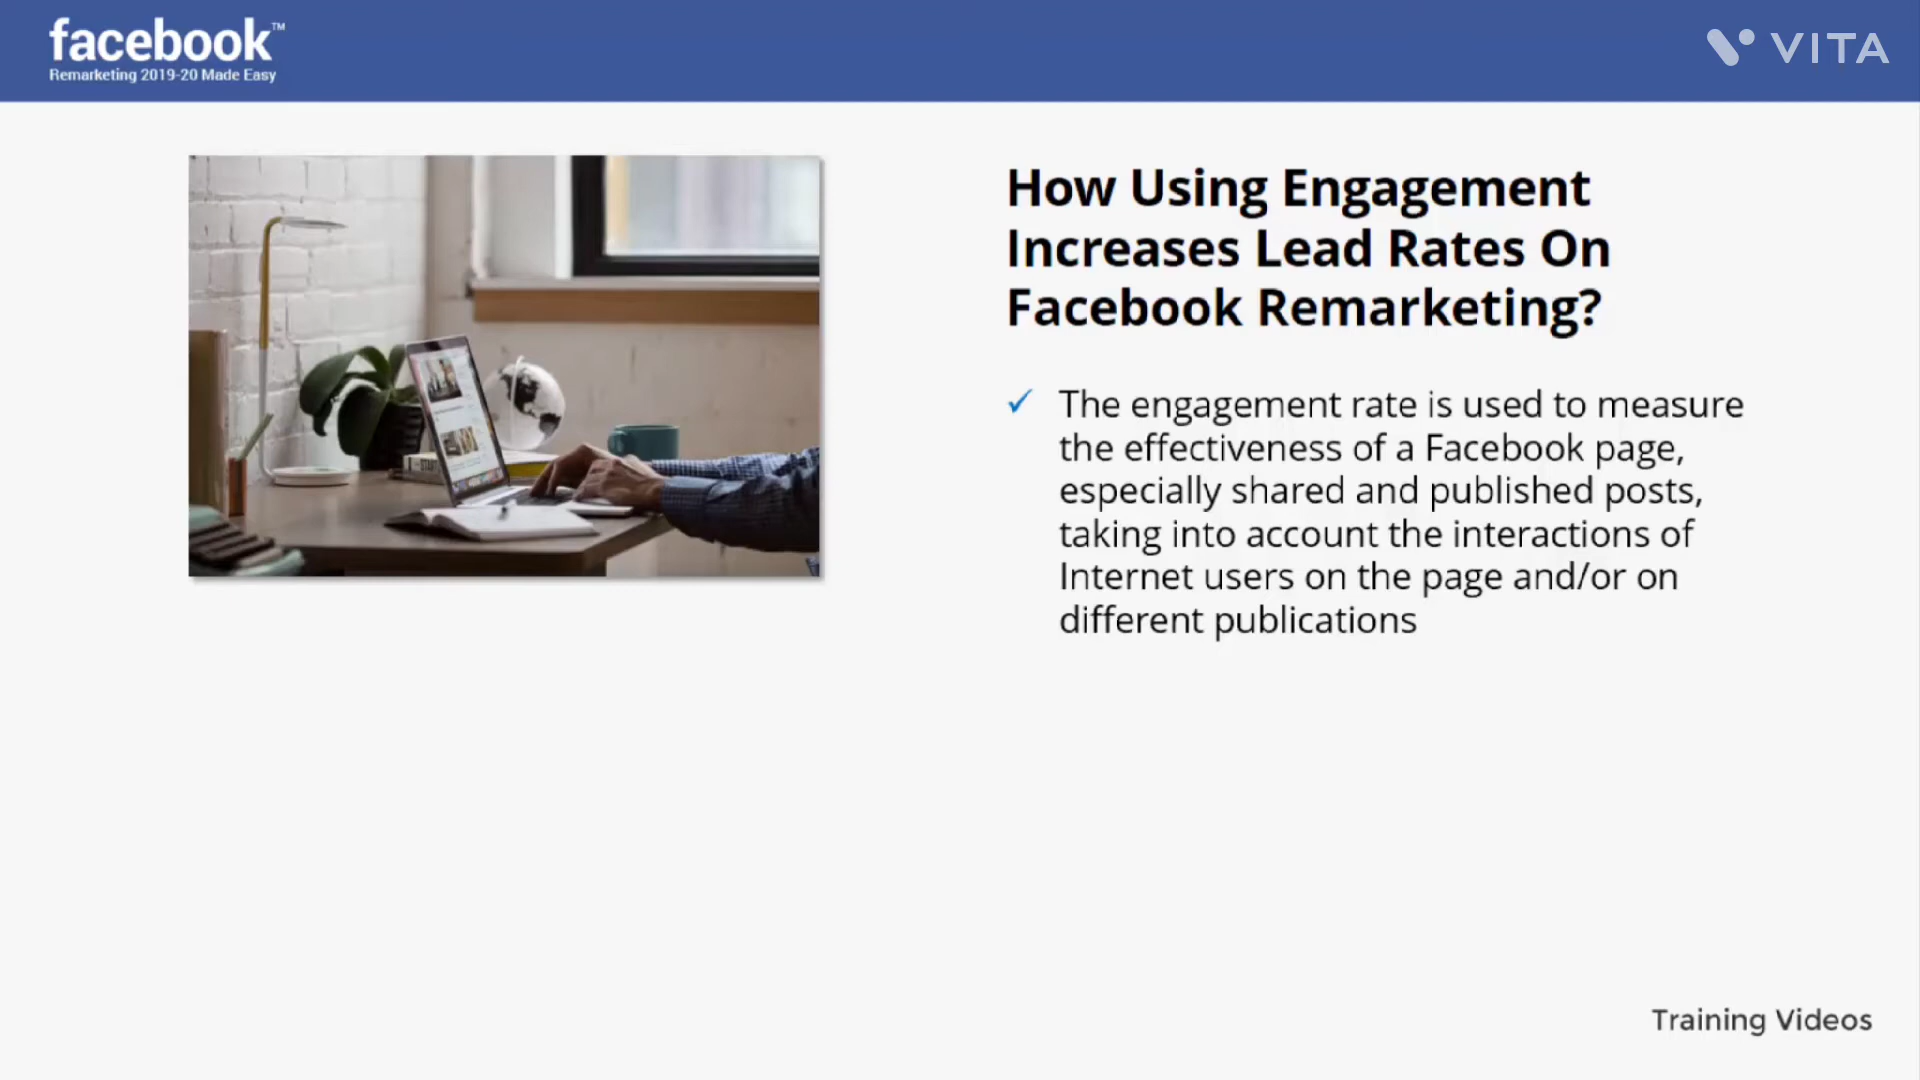 facebook™
Remarketing 2019-20 Made Easy
VITA
How Using Engagement
Increases Lead Rates On
Facebook Remarketing?
✓ The engagement rate is used to measure
the effectiveness of a Facebook page,
especially shared and published posts,
taking into account the interactions of
Internet users on the page and/or on
different publications
Training Videos